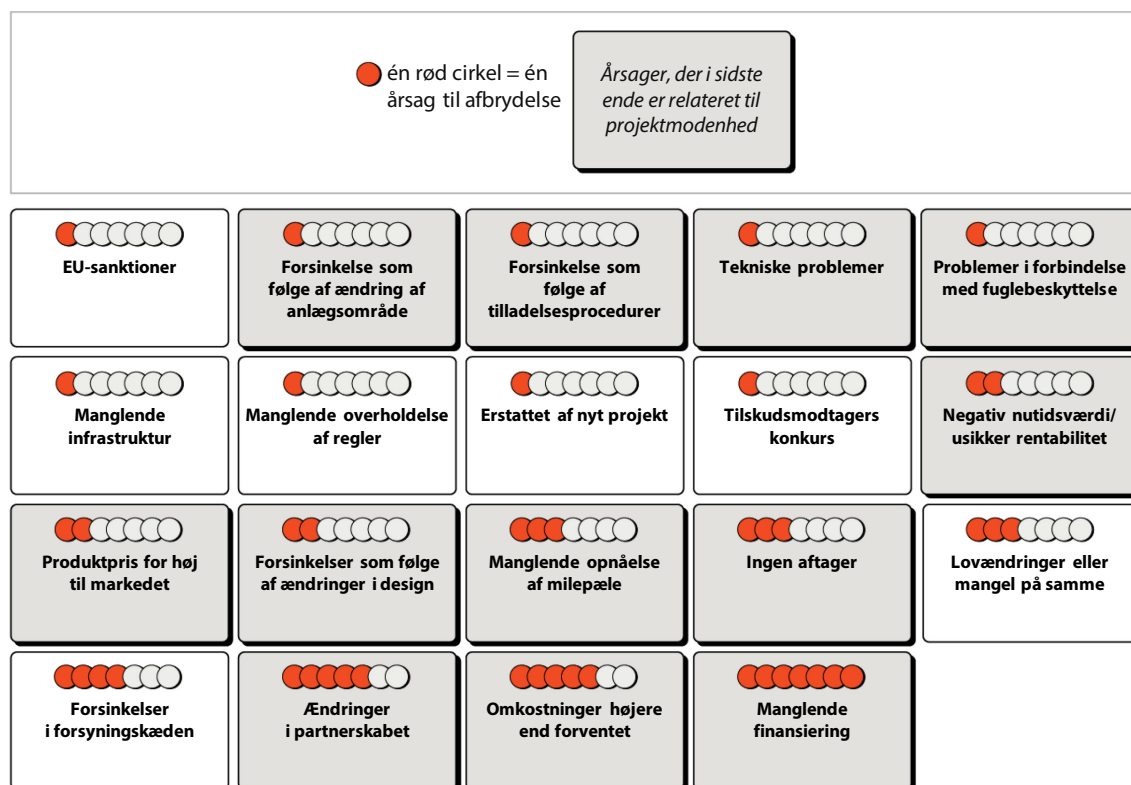 én rød cirkel = én
årsag til afbrydelse
Årsager, der i sidste
ende er relateret til
projektmodenhed
EU-sanktioner
Forsinkelse som
følge af ændring af
anlægsområde
Forsinkelse som
følge af
tilladelsesprocedurer
Tekniske problemer
Problemer i forbindelse
med fuglebeskyttelse
Manglende
infrastruktur
Manglende overholdelse
af regler
Erstattet af nyt projekt
Tilskudsmodtagers
konkurs
Negativ nutidsværdi/
usikker rentabilitet
Produktpris for høj
til markedet
Forsinkelser som følge
af ændringer i design
Manglende opnåelse
af milepæle
Ingen aftager
Lovændringer eller
mangel på samme
Forsinkelser
i forsyningskæden
Ændringer
i partnerskabet
Omkostninger højere
end forventet
Manglende
finansiering